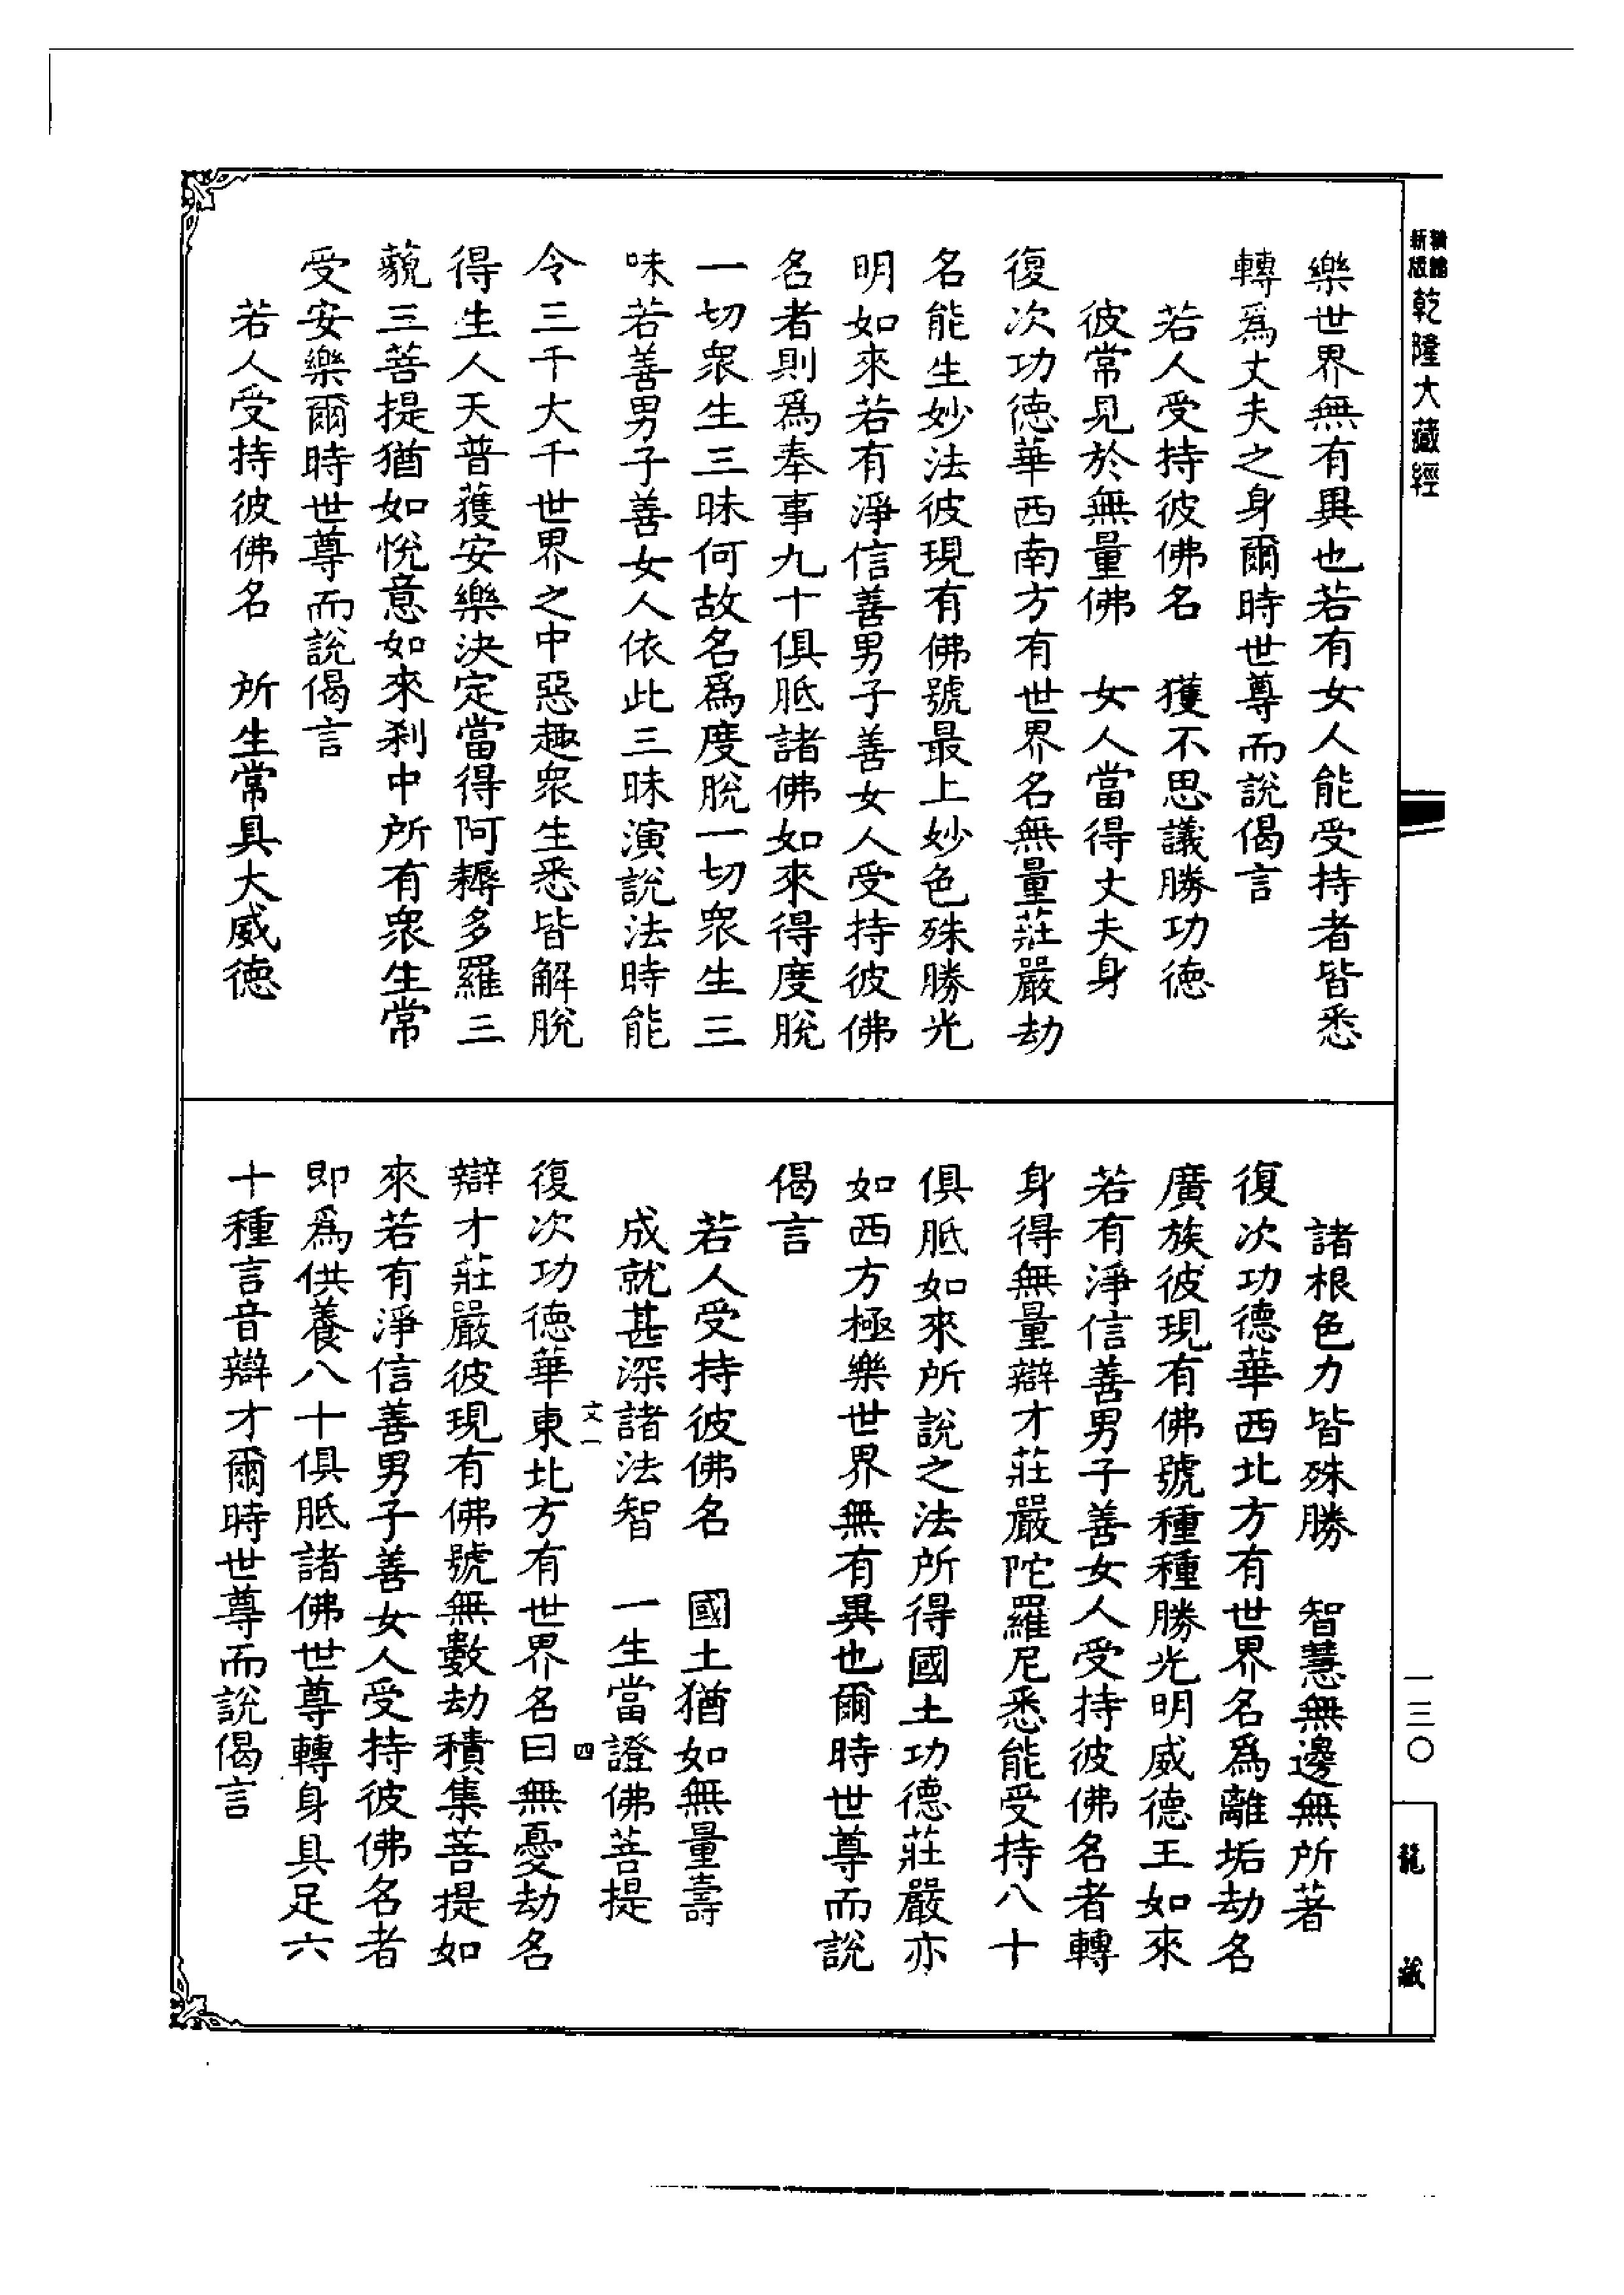 乾隆大藏經
樂世界無有異也若有女人能受持者皆悉
轉爲丈夫之身爾時世尊而說偈言
若人受持彼佛名　獲不思議勝功德
彼常見於無量佛　女人當得丈夫身
復次功德華西南方有世界名無量莊嚴劫
名能生妙法彼現有佛號最上妙色殊勝光
明如來若有淨信善男子善女人受持彼佛
名者則爲奉事九十俱胝諸佛如來得度脫
一切衆生三昧何故名爲度脫一切衆生三
昧若善男子善女人依此三昧演說法時能
令三千大千世界之中惡趣衆生悉皆解脫
得生人天普獲安樂決定當得阿耨多羅三
藐三菩提猶如悅意如來刹中所有衆生常
受安樂爾時世尊而說偈言
若人受持彼佛名　所生常具大威德
諸根色力皆殊勝　智慧無邊無所著
復次功德華西北方有世界名爲離垢劫名
廣族彼現有佛號種種勝光明威德王如來
若有淨信善男子善女人受持彼佛名者轉
身得無量辯才莊嚴陀羅尼悉能受持八十
俱胝如來所說之法所得國土功德莊嚴亦
如西方極樂世界無有異也爾時世尊而說
偈言
若人受持彼佛名　國土猶如無量壽
成就甚深諸法智　一生當證佛菩提
文一　四
復次功德華東北方有世界名曰無憂劫名
辯才莊嚴彼現有佛號無數劫積集菩提如
來若有淨信善男子善女人受持彼佛名者
即爲供養八十俱胝諸佛世尊轉身具足六
十種言音辯才爾時世尊而說偈言
一三〇
龍藏